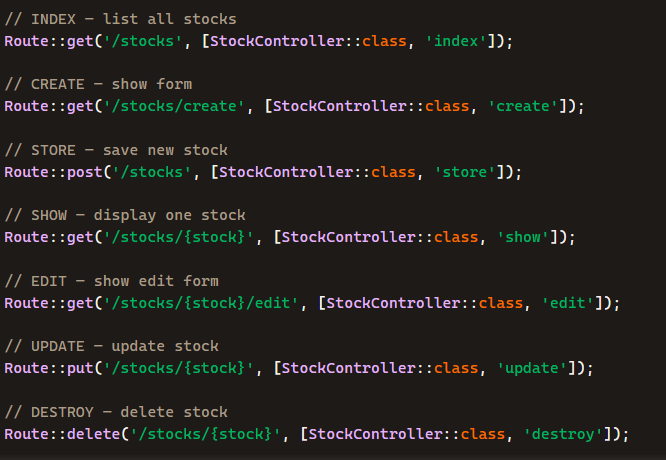 // INDEX — list all stocks
Route::get('/stocks', [StockController::class, 'index']);
// CREATE — show form
Route::get('/stocks/create', [StockController::class, 'create']);
// STORE — save new stock
Route::post('/stocks', [StockController::class, 'store']);
// SHOW — display one stock
Route::get('/stocks/{stock}', [StockController::class, 'show']);
// EDIT — show edit form
Route::get('/stocks/{stock}/edit', [StockController::class, 'edit']);
// UPDATE — update stock
Route::put('/stocks/{stock}', [StockController::class, 'update']);
// DESTROY — delete stock
Route::delete('/stocks/{stock}', [StockController::class, 'destroy']);